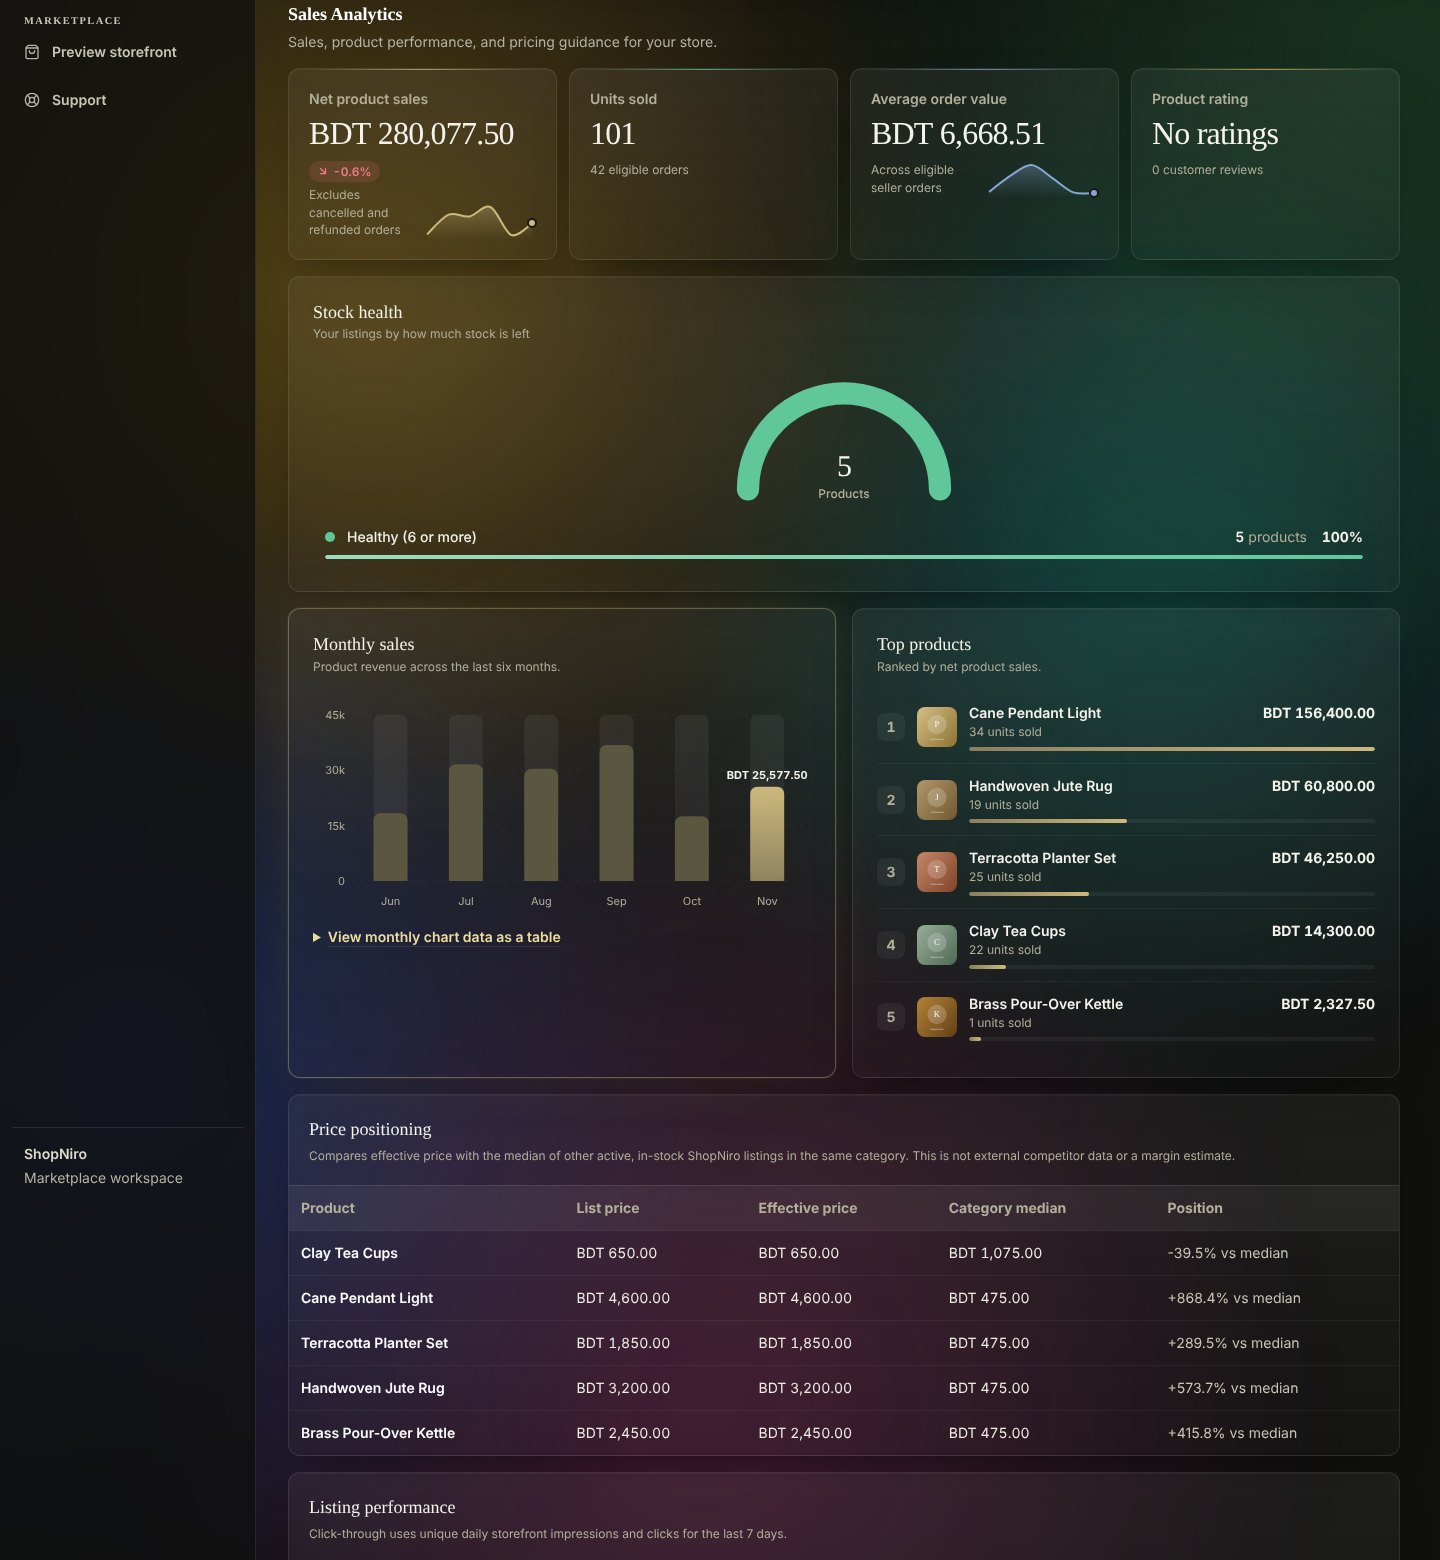 MARKETPLACE
Preview storefront
Support
ShopNiro
Marketplace workspace
Sales Analytics
Sales, product performance, and pricing guidance for your store.
Net product sales
BDT 280,077.50
-0.6%
Excludes
cancelled and
refunded orders
Units sold
101
42 eligible orders
Average order value
BDT 6,668.51
Across eligible
seller orders
Product rating
No ratings
0 customer reviews
Stock health
Your listings by how much stock is left
5
Products
Healthy (6 or more) 5 products 100%
Monthly sales
Product revenue across the last six months.
45k
30k
15k
0
BDT 25,577.50
Jun Jul Aug Sep Oct Nov
View monthly chart data as a table
Top products
Ranked by net product sales.
1 P Cane Pendant Light BDT 156,400.00
34 units sold
2 J Handwoven Jute Rug BDT 60,800.00
19 units sold
3 T Terracotta Planter Set BDT 46,250.00
25 units sold
4 C Clay Tea Cups BDT 14,300.00
22 units sold
5 K Brass Pour-Over Kettle BDT 2,327.50
1 units sold
Price positioning
Compares effective price with the median of other active, in-stock ShopNiro listings in the same category. This is not external competitor data or a margin estimate.
Product List price Effective price Category median Position
Clay Tea Cups BDT 650.00 BDT 650.00 BDT 1,075.00 -39.5% vs median
Cane Pendant Light BDT 4,600.00 BDT 4,600.00 BDT 475.00 +868.4% vs median
Terracotta Planter Set BDT 1,850.00 BDT 1,850.00 BDT 475.00 +289.5% vs median
Handwoven Jute Rug BDT 3,200.00 BDT 3,200.00 BDT 475.00 +573.7% vs median
Brass Pour-Over Kettle BDT 2,450.00 BDT 2,450.00 BDT 475.00 +415.8% vs median
Listing performance
Click-through uses unique daily storefront impressions and clicks for the last 7 days.